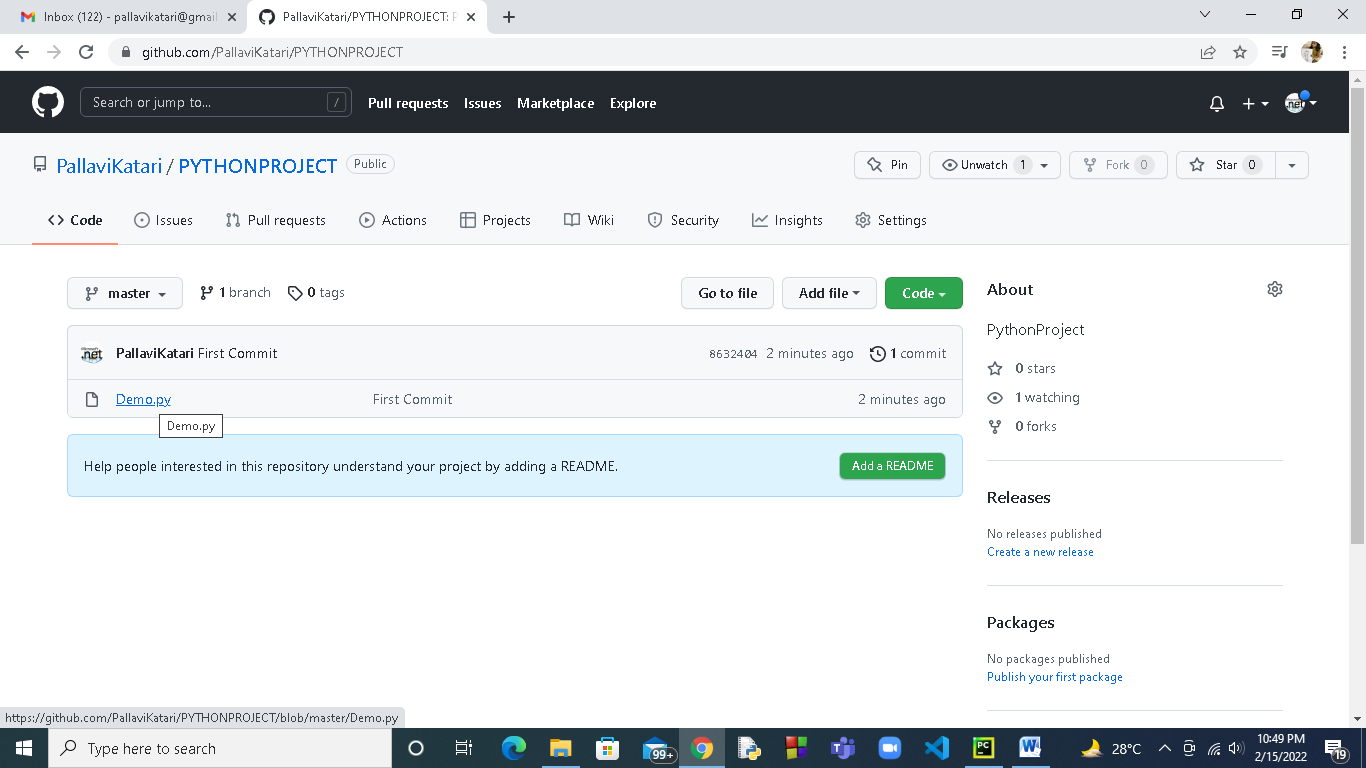 Inbox (122) - pallavikatari@gmail
PallaviKatari/PYTHONPROJECT: P
github.com/PallaviKatari/PYTHONPROJECT
Search or jump to... /
Pull requests Issues Marketplace Explore
PallaviKatari / PYTHONPROJECT Public
Pin Unwatch 1 Fork 0 Star 0
Code Issues Pull requests Actions Projects Wiki Security Insights Settings
master 1 branch 0 tags
Go to file Add file Code
PallaviKatari First Commit 8632404 2 minutes ago 1 commit
Demo.py First Commit 2 minutes ago
Demo.py
Help people interested in this repository understand your project by adding a README.
Add a README
About
PythonProject
0 stars
1 watching
0 forks
Releases
No releases published
Create a new release
Packages
No packages published
Publish your first package
https://github.com/PallaviKatari/PYTHONPROJECT/blob/master/Demo.py
Type here to search
99+
PC
W
28°C
10:49 PM
2/15/2022
19